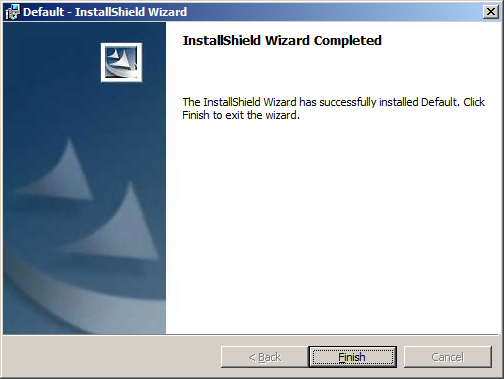 Default - InstallShield Wizard
InstallShield Wizard Completed
The InstallShield Wizard has successfully installed Default. Click
Finish to exit the wizard.
< Back
Finish
Cancel